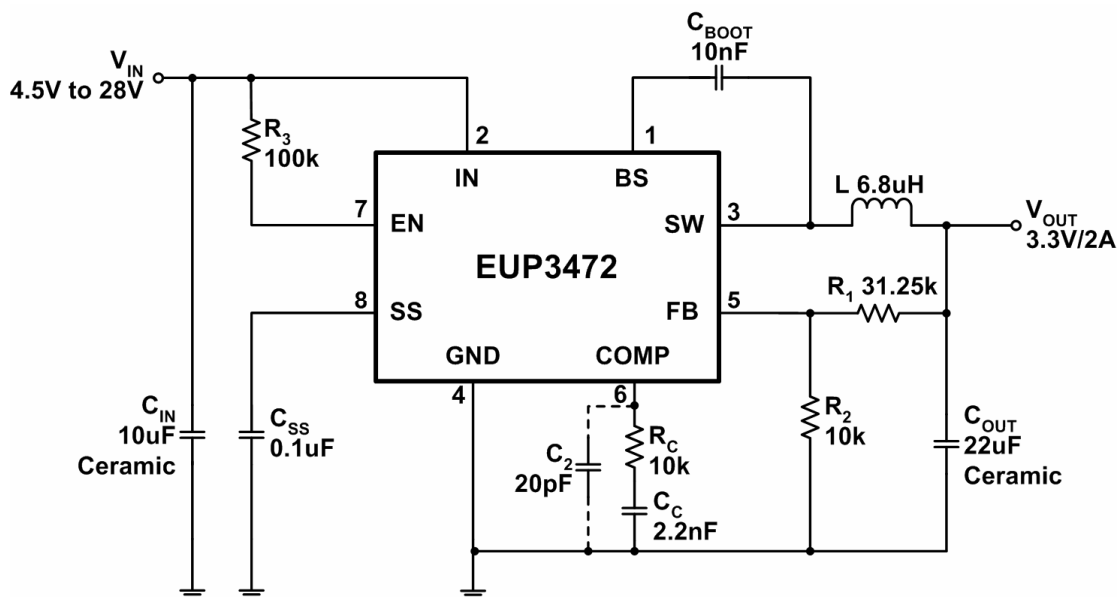 C_BOOT
10nF
V_IN
4.5V to 28V
R_3
100k
2
1
IN
BS
7
EN
SW
3
L 6.8uH
V_OUT
3.3V/2A
EUP3472
8
SS
FB
5
R_1 31.25k
GND
COMP
4
6
C_IN
10uF
Ceramic
C_SS
0.1uF
C_2
20pF
R_C
10k
C_C
2.2nF
R_2
10k
C_OUT
22uF
Ceramic